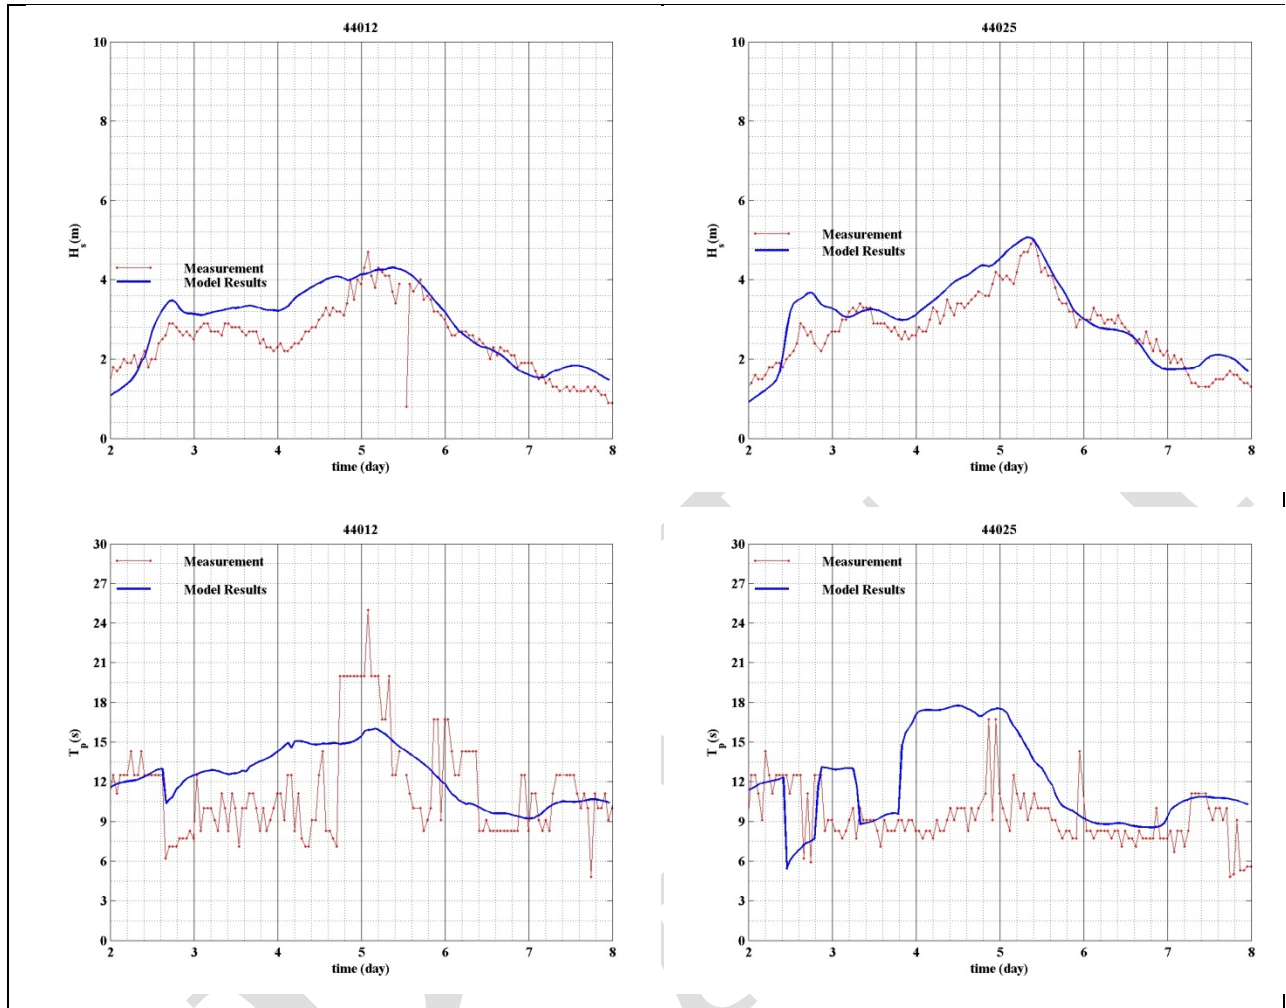 44012
10
8
6
4
2
0
H_s(m)
Measurement
Model Results
2 3 4 5 6 7 8
time (day)
44025
10
8
6
4
2
0
H_s(m)
Measurement
Model Results
2 3 4 5 6 7 8
time (day)
44012
30
27
24
21
18
15
12
9
6
3
0
T_p(s)
Measurement
Model Results
2 3 4 5 6 7 8
time (day)
44025
30
27
24
21
18
15
12
9
6
3
0
T_p(s)
Measurement
Model Results
2 3 4 5 6 7 8
time (day)